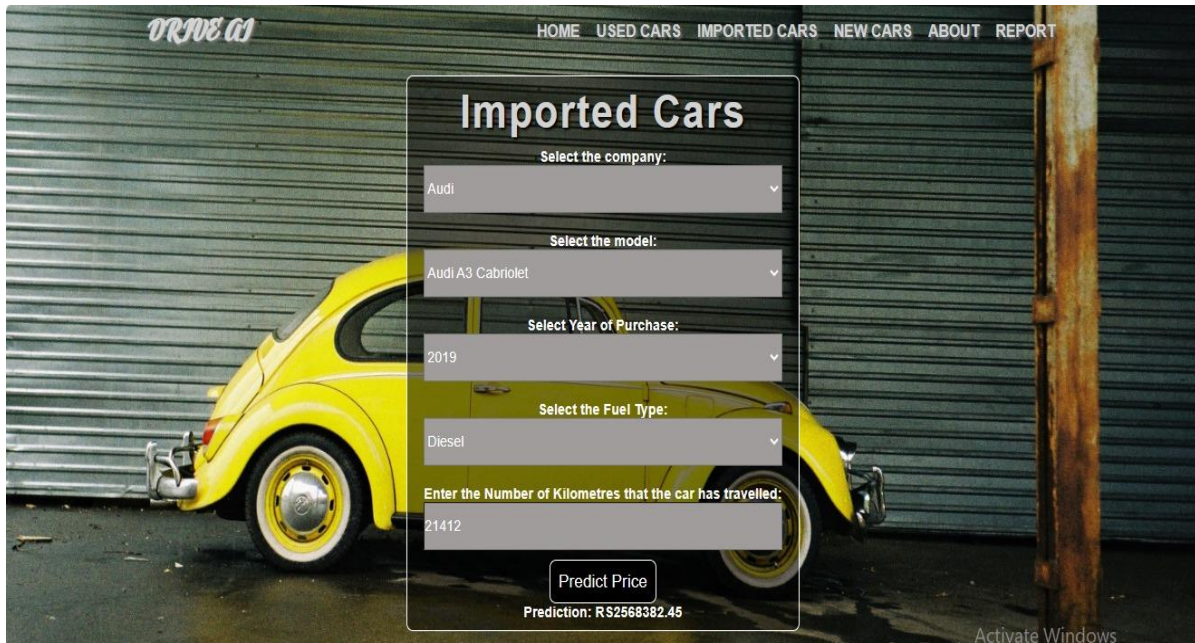 DRIVE AI
HOME USED CARS IMPORTED CARS NEW CARS ABOUT REPORT
Imported Cars
Select the company:
Audi
Select the model:
Audi A3 Cabriolet
Select Year of Purchase:
2019
Select the Fuel Type:
Diesel
Enter the Number of Kilometres that the car has travelled:
21412
Predict Price
Prediction: RS2568382.45
Activate Windows